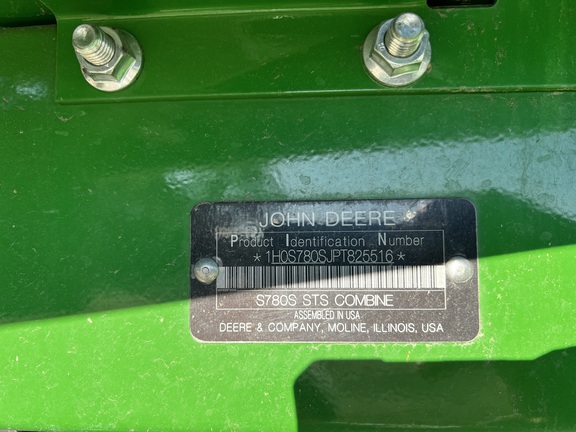 JOHN DEERE
Product Identification Number
*1H0S780SJPT825516*
S780S STS COMBINE
ASSEMBLED IN USA
DEERE & COMPANY, MOLINE, ILLINOIS, USA